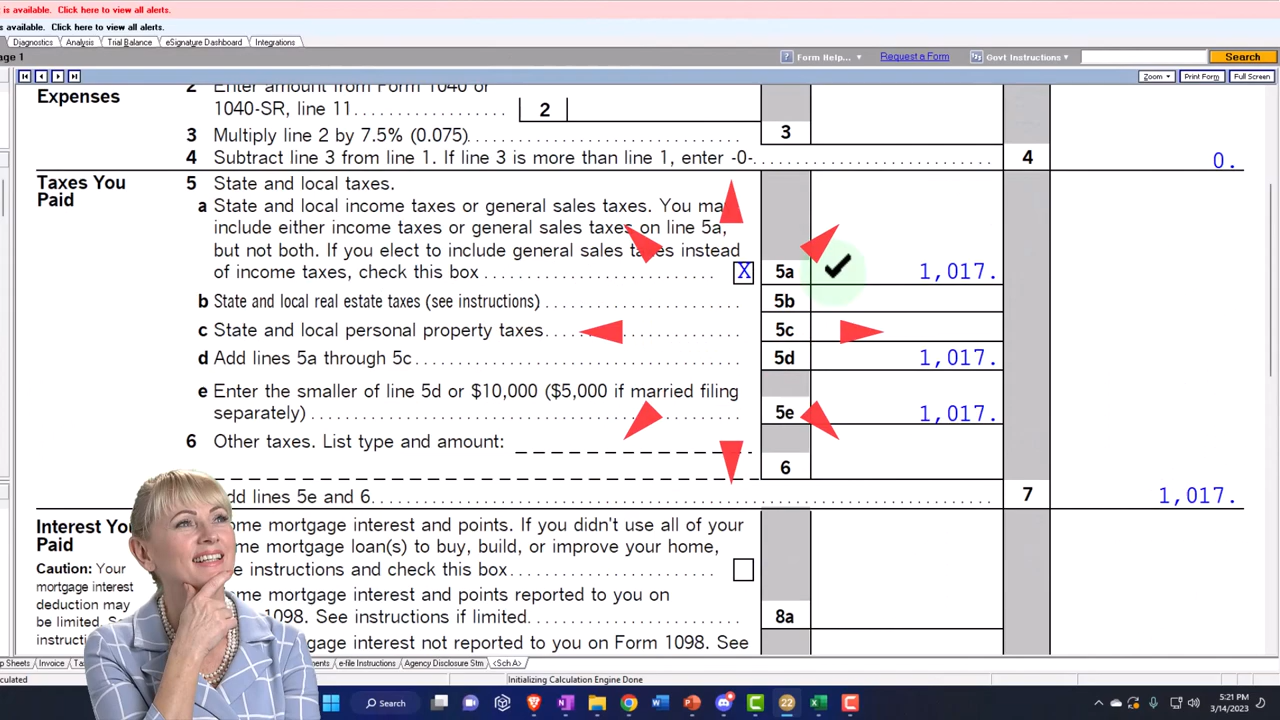 is available. Click here to view all alerts.
s available. Click here to view all alerts.
Diagnostics Analysis Trial Balance eSignature Dashboard Integrations
age 1 Form Help... Request a Form Govt Instructions Search
Zoom Print Form Full Screen
Expenses
2 Enter amount from Form 1040 or
1040-SR, line 11 2
3 Multiply line 2 by 7.5% (0.075) 3
4 Subtract line 3 from line 1. If line 3 is more than line 1, enter -0- 4 0.
Taxes You Paid
5 State and local taxes.
a State and local income taxes or general sales taxes. You may
include either income taxes or general sales taxes on line 5a,
but not both. If you elect to include general sales taxes instead
of income taxes, check this box X 5a 1,017.
b State and local real estate taxes (see instructions) 5b
c State and local personal property taxes 5c
d Add lines 5a through 5c 5d 1,017.
e Enter the smaller of line 5d or $10,000 ($5,000 if married filing
separately) 5e 1,017.
6 Other taxes. List type and amount:
6
dd lines 5e and 6 7 1,017.
Interest Yo
Paid
Caution: Your
mortgage interest
deduction may
be limited. S
instructi
ome mortgage interest and points. If you didn't use all of your
me mortgage loan(s) to buy, build, or improve your home,
e instructions and check this box
me mortgage interest and points reported to you on
1098. See instructions if limited 8a
tgage interest not reported to you on Form 1098. See
p Sheets Invoice Ta ments e-file Instructions Agency Disclosure Stm <Sch A>
culated Initializing Calculation Engine Done
Search 22 5:21 PM
3/14/2023